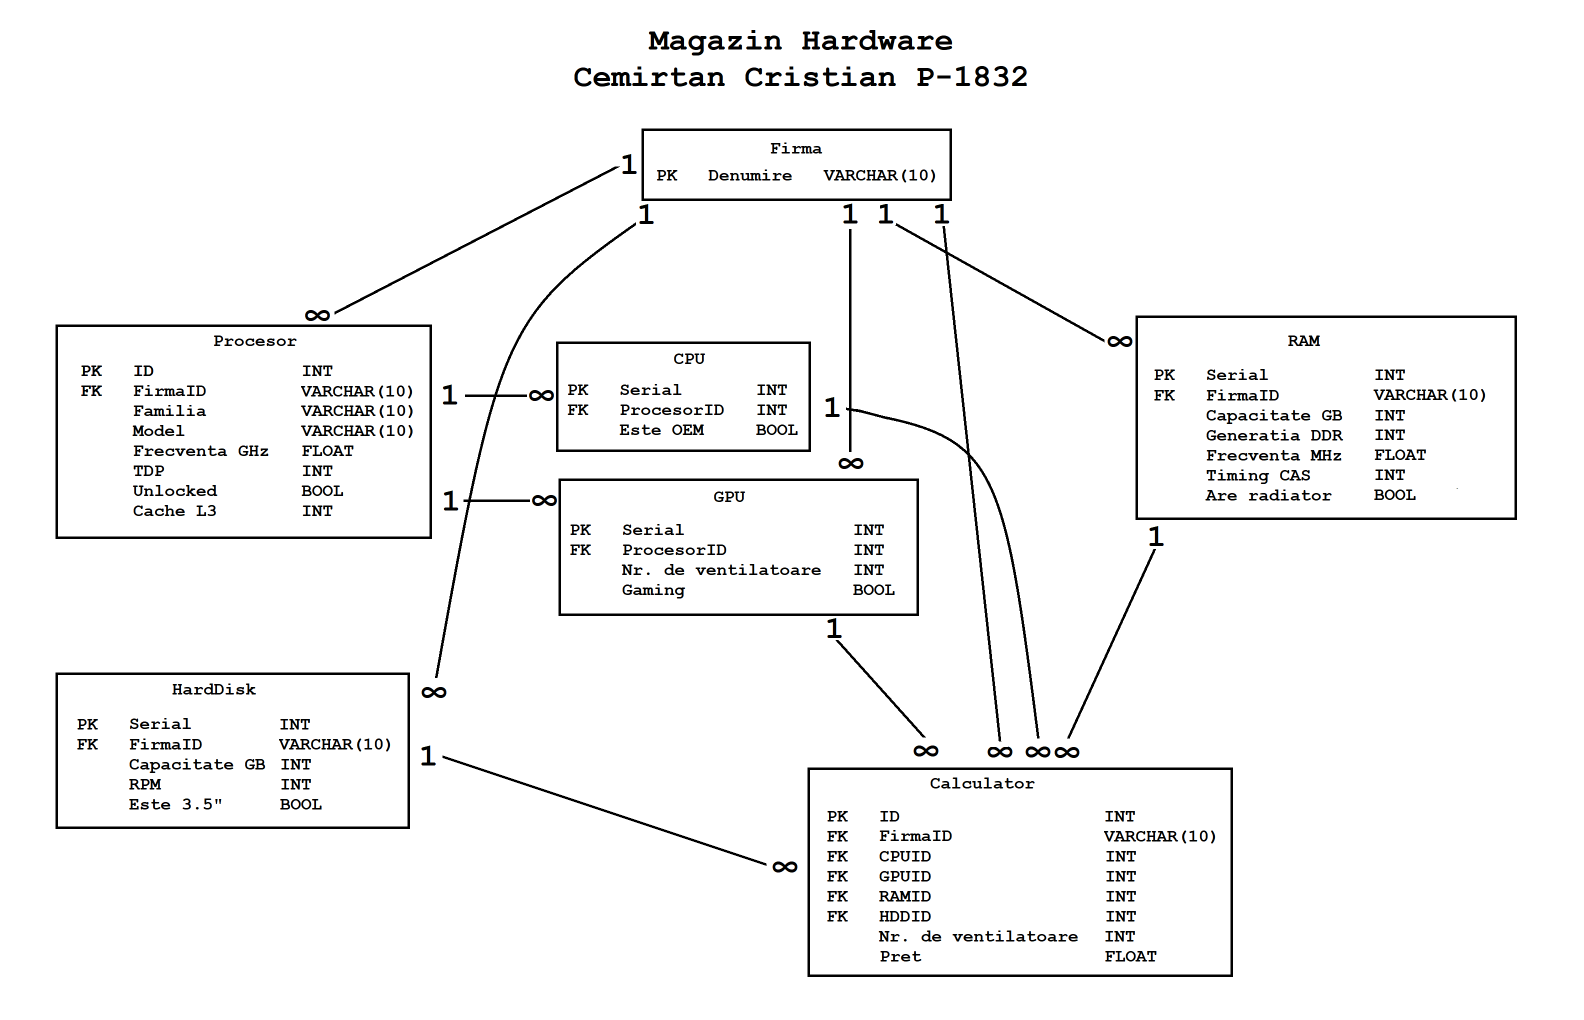 Magazin Hardware
Cemirtan Cristian P-1832
Firma
PK Denumire VARCHAR(10)
1
1
1
1
1
∞
∞
∞
Procesor
PK ID INT
FK FirmaID VARCHAR(10)
Familia VARCHAR(10)
Model VARCHAR(10)
Frecventa GHz FLOAT
TDP INT
Unlocked BOOL
Cache L3 INT
1
∞
1
∞
CPU
PK Serial INT
FK ProcesorID INT
Este OEM BOOL
1
GPU
PK Serial INT
FK ProcesorID INT
Nr. de ventilatoare INT
Gaming BOOL
1
RAM
PK Serial INT
FK FirmaID VARCHAR(10)
Capacitate GB INT
Generatia DDR INT
Frecventa MHz FLOAT
Timing CAS INT
Are radiator BOOL
1
∞
HardDisk
PK Serial INT
FK FirmaID VARCHAR(10)
Capacitate GB INT
RPM INT
Este 3.5" BOOL
1
∞
∞
∞
∞
∞
Calculator
PK ID INT
FK FirmaID VARCHAR(10)
FK CPUID INT
FK GPUID INT
FK RAMID INT
FK HDDID INT
Nr. de ventilatoare INT
Pret FLOAT